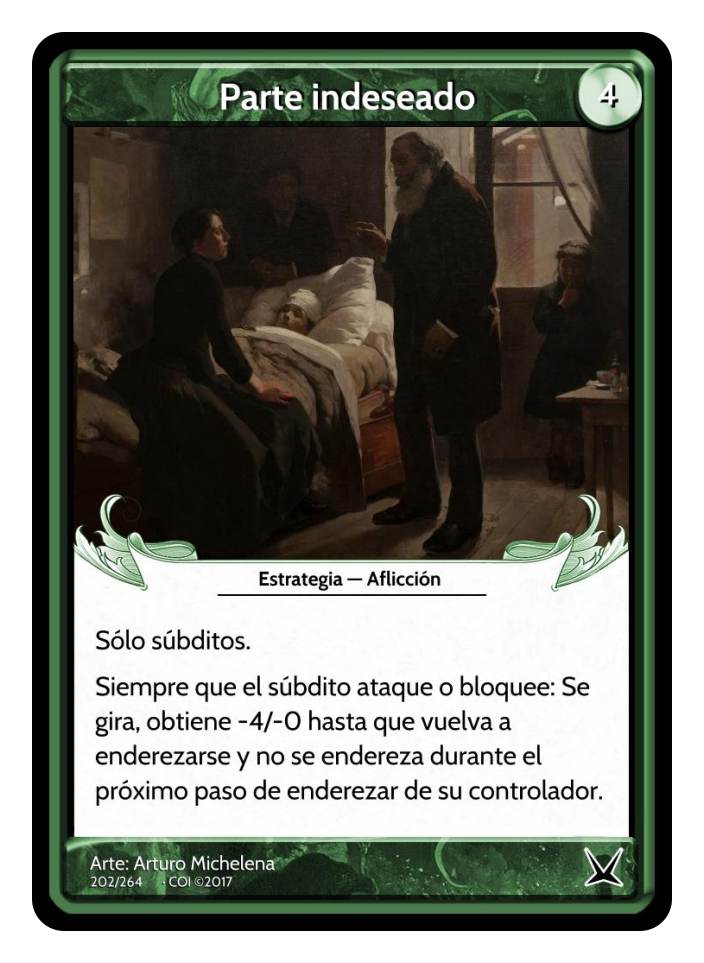 Parte indeseado
4
Estrategia — Aflicción
Sólo súbditos.
Siempre que el súbdito ataque o bloquee: Se
gira, obtiene -4/-0 hasta que vuelva a
enderezarse y no se endereza durante el
próximo paso de enderezar de su controlador.
Arte: Arturo Michelena
202/264 · COI ©2017